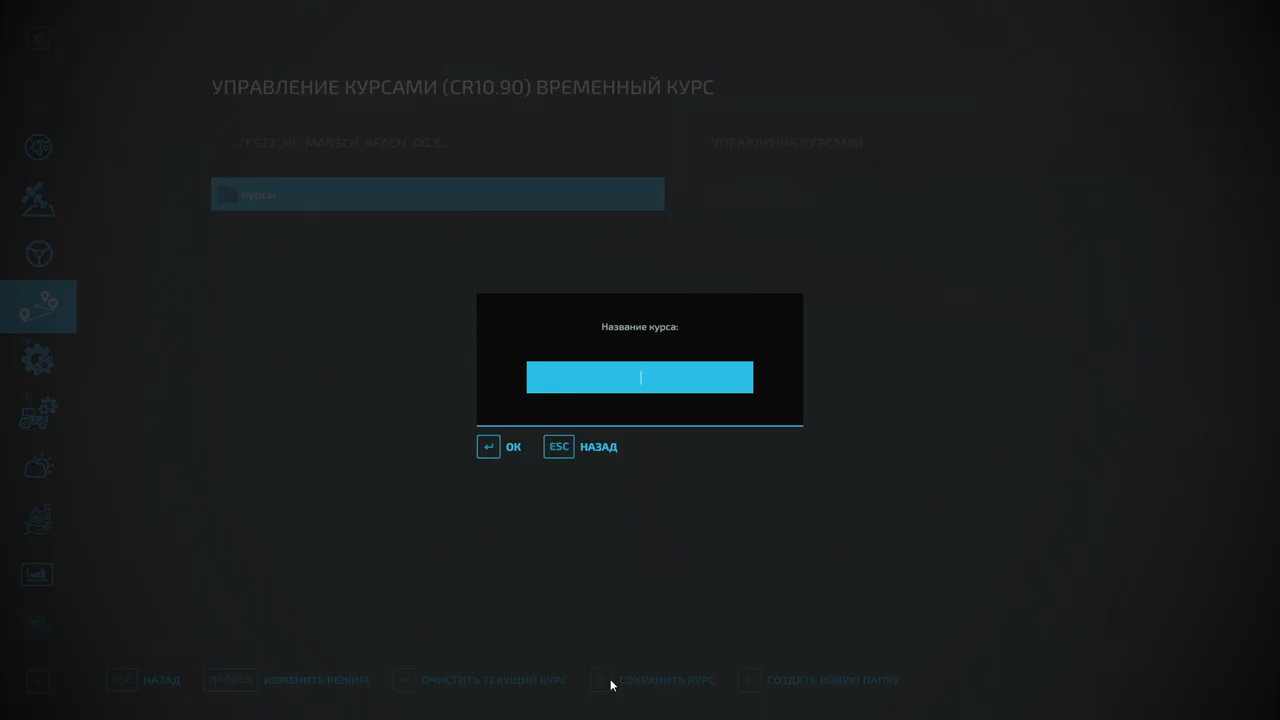 УПРАВЛЕНИЕ КУРСАМИ (CR10.90) ВРЕМЕННЫЙ КУРС
УПРАВЛЕНИЕ КУРСАМИ
курсы
Название курса:
ОК
ESC НАЗАД
ESC НАЗАД
ПРОБЕЛ ИЗМЕНИТЬ РЕЖИМ
ОЧИСТИТЬ ТЕКУЩИЙ КУРС
СОХРАНИТЬ КУРС
СОЗДАТЬ НОВУЮ ПАПКУ